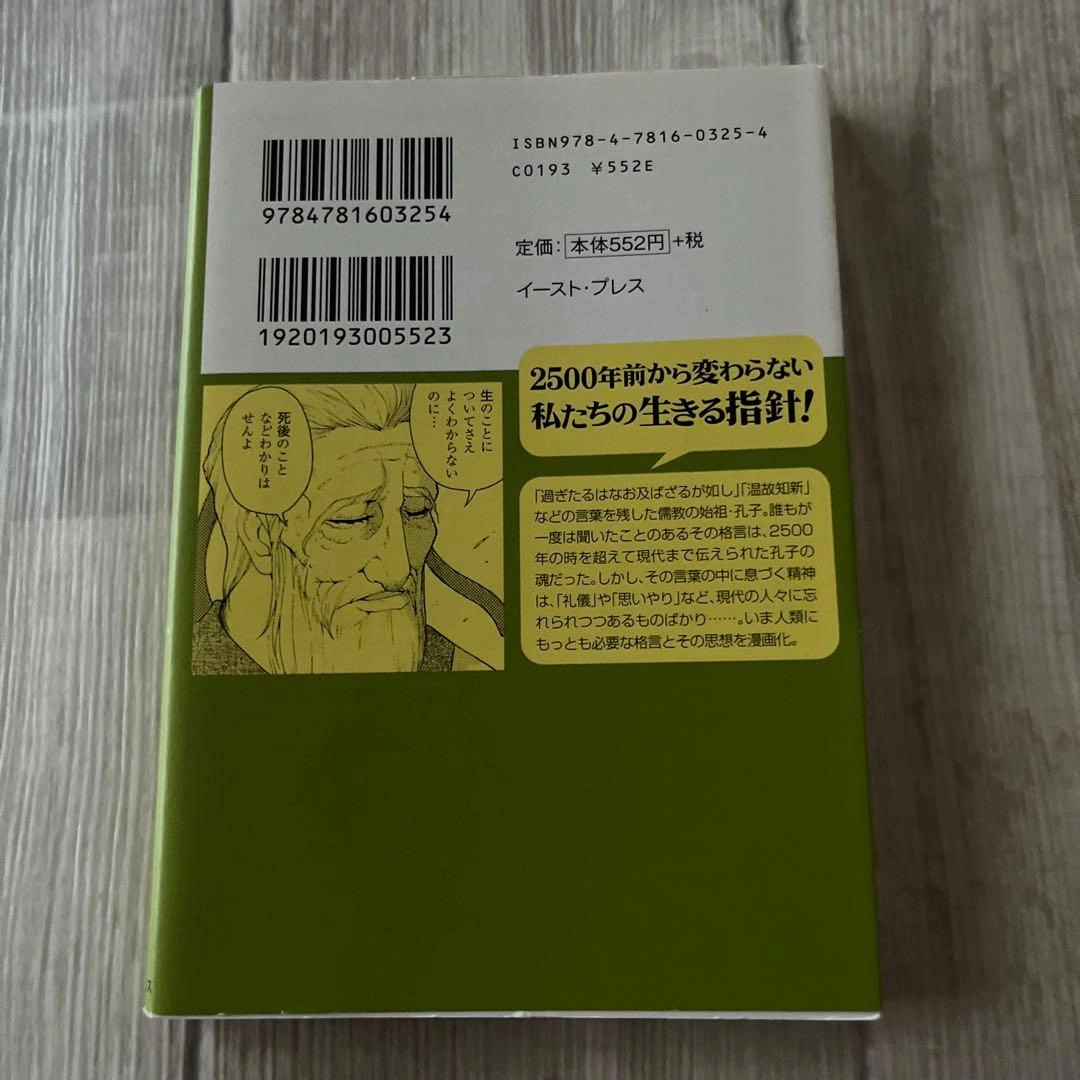 ISBN978-4-7816-0325-4
C0193 ¥552E
9784781603254
1920193005523
定価：本体552円+税
イースト・プレス
2500年前から変わらない
私たちの生きる指針！
生のことに
ついてさえ
よくわからない
のに…
死後のこと
などわかりは
せんよ
「過ぎたるはなお及ばざるが如し」「温故知新」
などの言葉を残した儒教の始祖・孔子。誰もが
一度は聞いたことのあるその格言は、2500
年の時を超えて現代まで伝えられた孔子の
魂だった。しかし、その言葉の中に息づく精神
は、「礼儀」や「思いやり」など、現代の人々に忘
れられつつあるものばかり……。いま人類に
もっとも必要な格言とその思想を漫画化。
ス